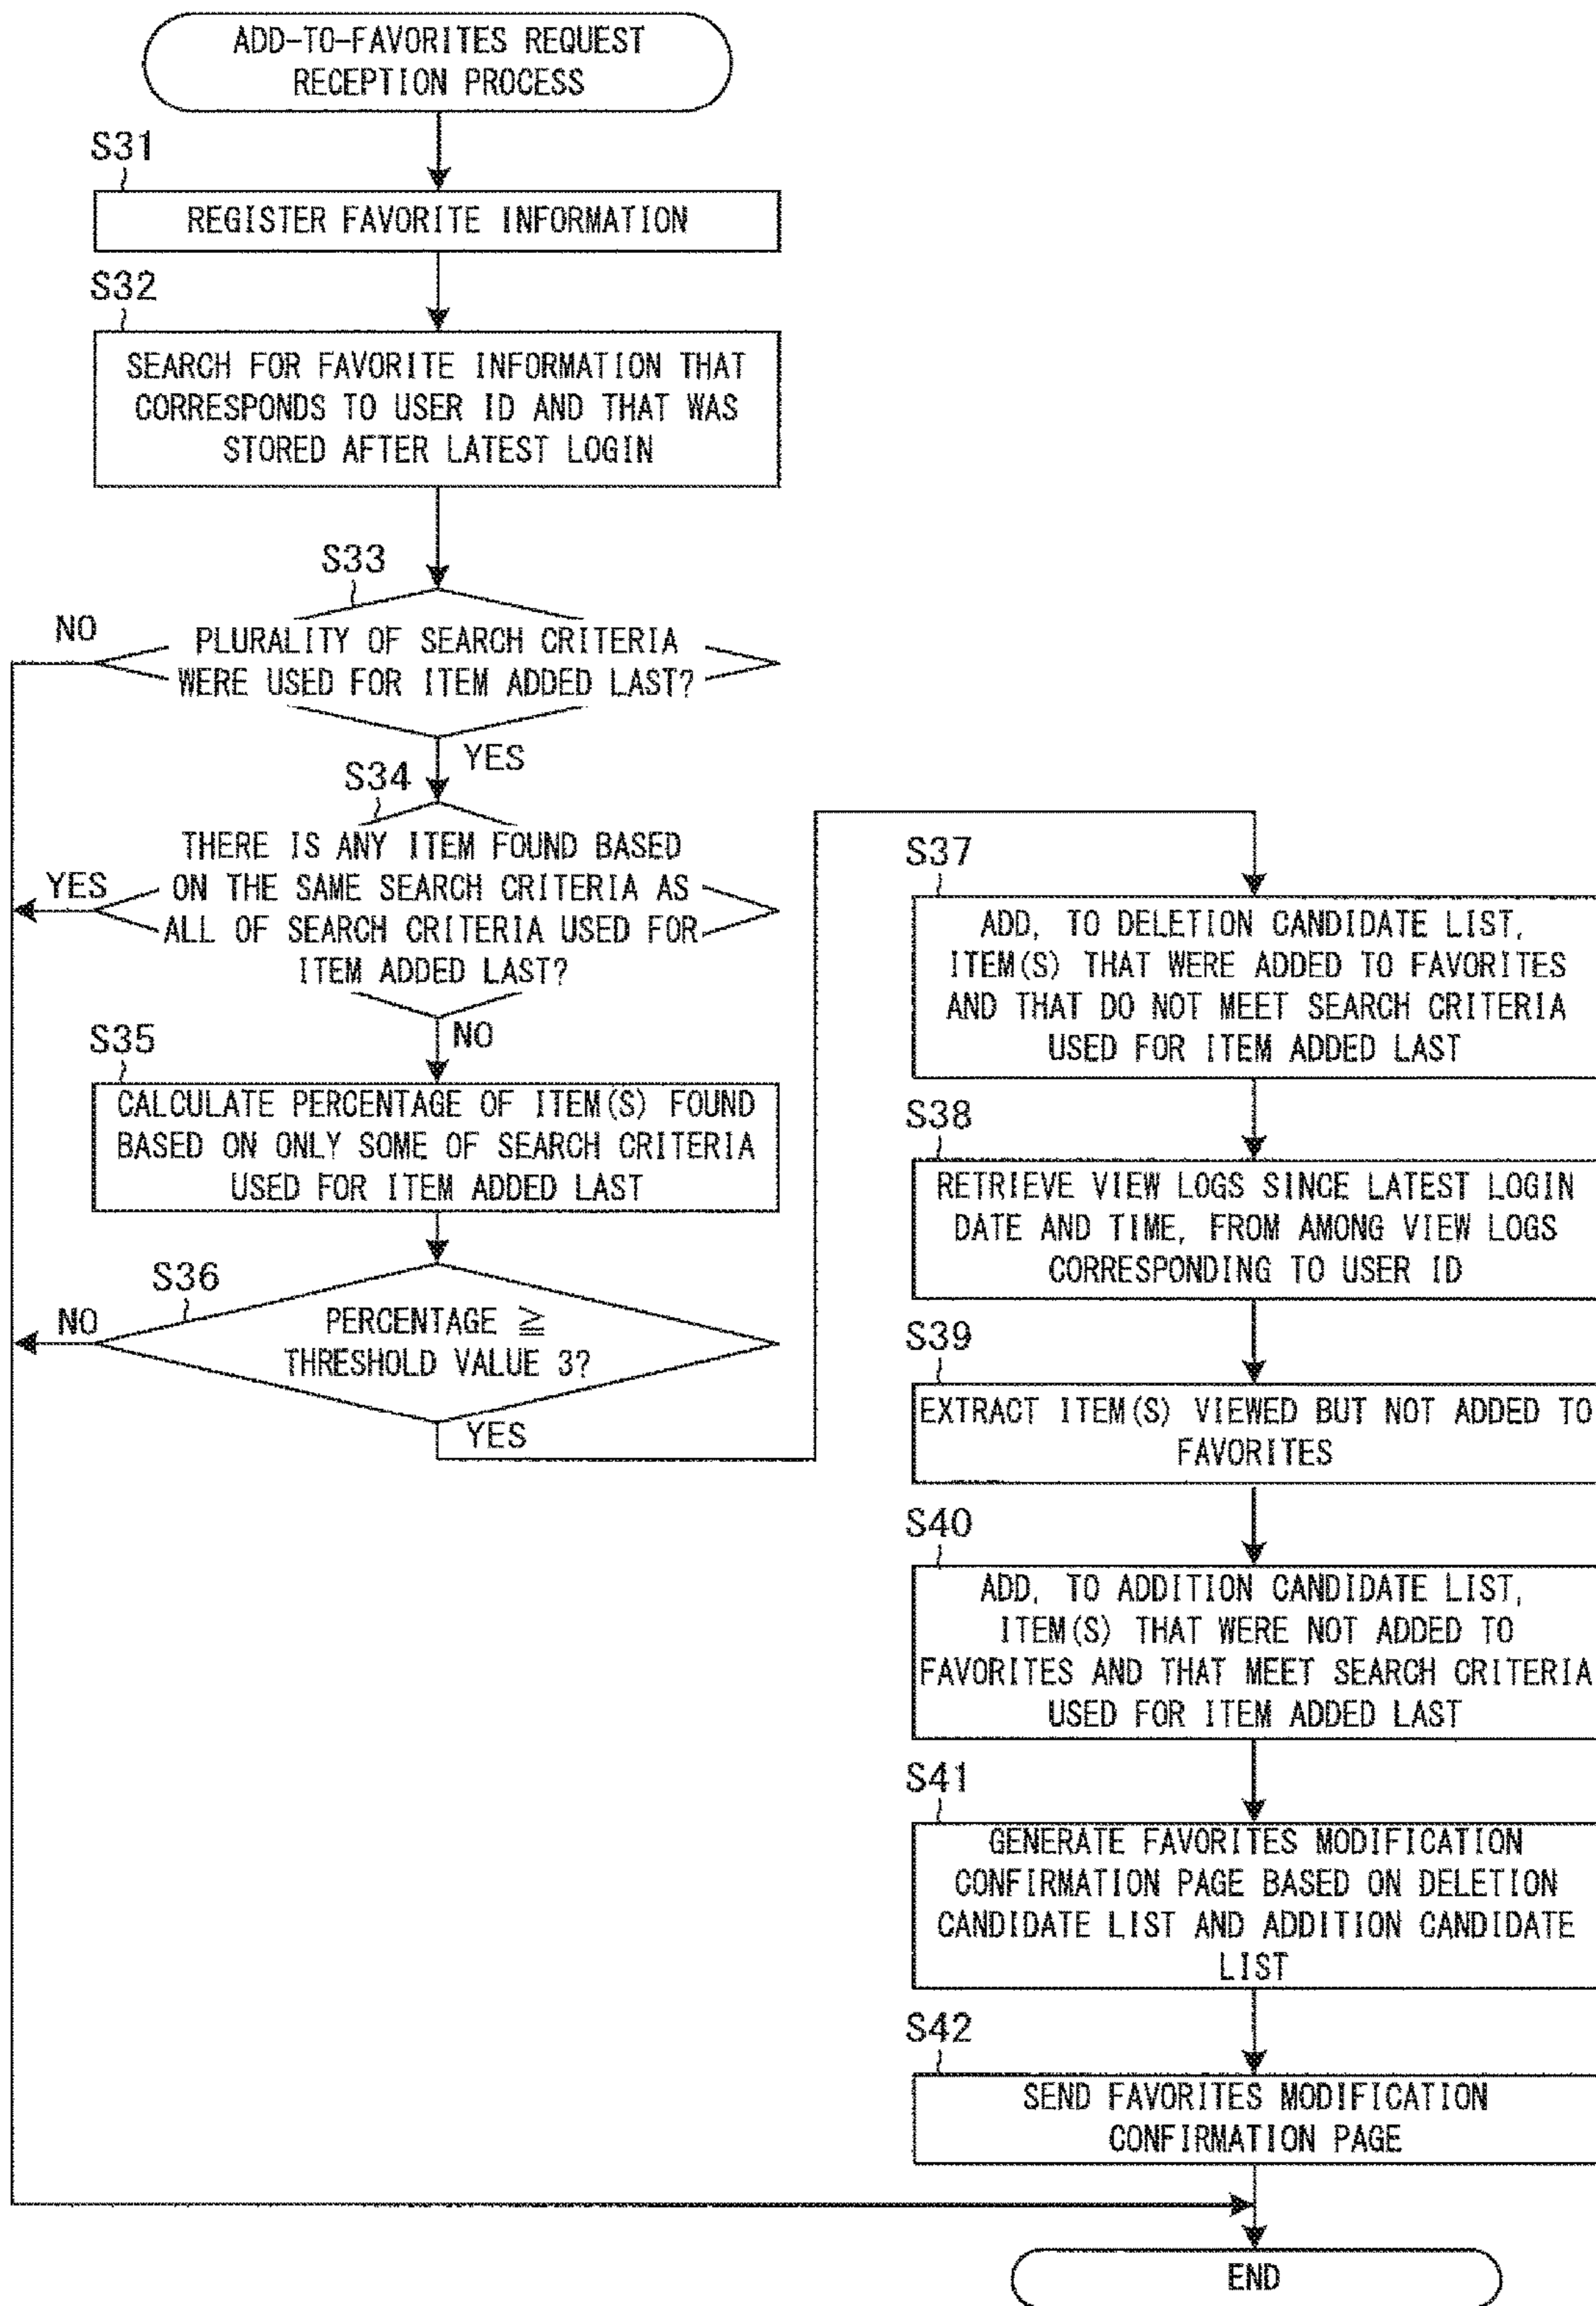 ADD-TO-FAVORITES REQUEST
RECEPTION PROCESS
S31
REGISTER FAVORITE INFORMATION
S32
SEARCH FOR FAVORITE INFORMATION THAT
CORRESPONDS TO USER ID AND THAT WAS
STORED AFTER LATEST LOGIN
S33
NO
PLURALITY OF SEARCH CRITERIA
WERE USED FOR ITEM ADDED LAST?
YES
S34
THERE IS ANY ITEM FOUND BASED
YES
ON THE SAME SEARCH CRITERIA AS
ALL OF SEARCH CRITERIA USED FOR
ITEM ADDED LAST?
NO
S35
CALCULATE PERCENTAGE OF ITEM(S) FOUND
BASED ON ONLY SOME OF SEARCH CRITERIA
USED FOR ITEM ADDED LAST
S36
NO
PERCENTAGE ≧
THRESHOLD VALUE 3?
YES
S37
ADD, TO DELETION CANDIDATE LIST,
ITEM(S) THAT WERE ADDED TO FAVORITES
AND THAT DO NOT MEET SEARCH CRITERIA
USED FOR ITEM ADDED LAST
S38
RETRIEVE VIEW LOGS SINCE LATEST LOGIN
DATE AND TIME, FROM AMONG VIEW LOGS
CORRESPONDING TO USER ID
S39
EXTRACT ITEM(S) VIEWED BUT NOT ADDED TO
FAVORITES
S40
ADD, TO ADDITION CANDIDATE LIST,
ITEM(S) THAT WERE NOT ADDED TO
FAVORITES AND THAT MEET SEARCH CRITERIA
USED FOR ITEM ADDED LAST
S41
GENERATE FAVORITES MODIFICATION
CONFIRMATION PAGE BASED ON DELETION
CANDIDATE LIST AND ADDITION CANDIDATE
LIST
S42
SEND FAVORITES MODIFICATION
CONFIRMATION PAGE
END